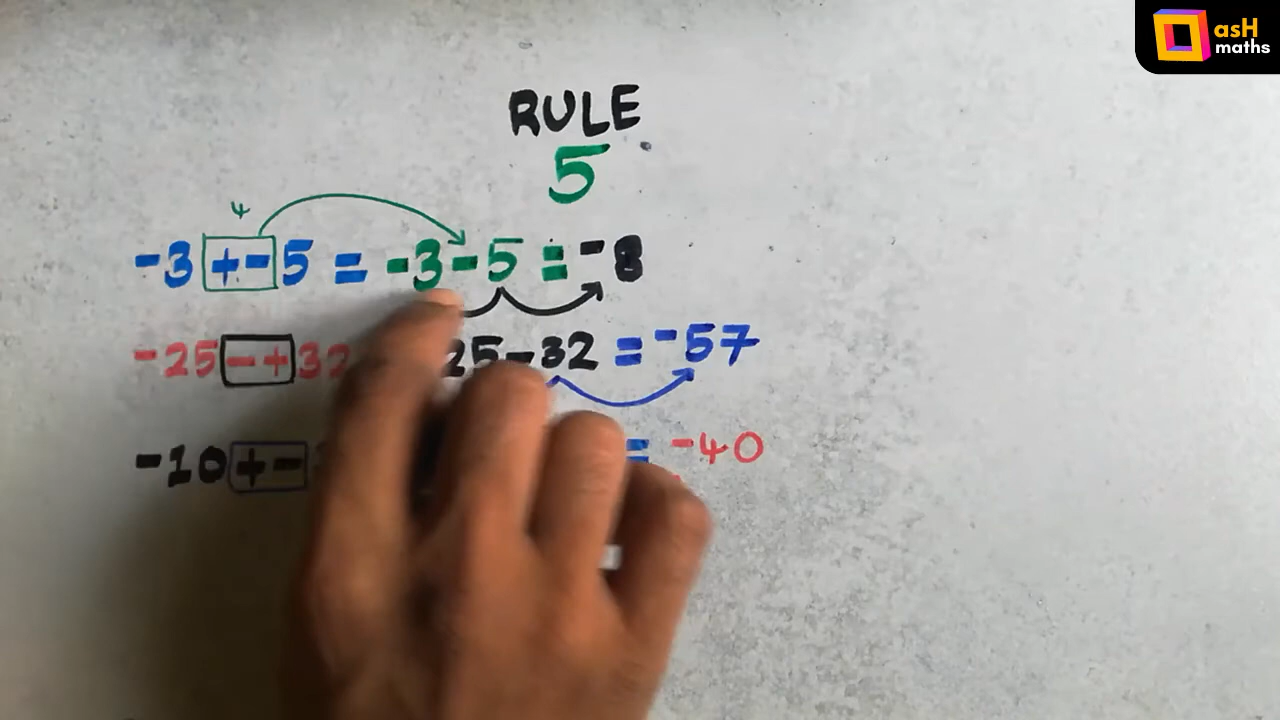 asH
maths
RULE
5
4
-3 +- 5 = -3 - 5 = -8
-25 -+ 32 25 - 32 = -57
-10 +- = -40